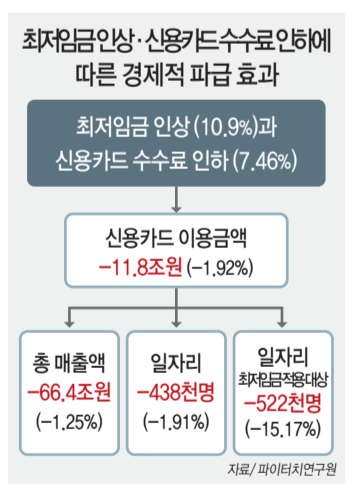 최저임금 인상·신용카드 수수료 인하에
따른 경제적 파급 효과
최저임금 인상 (10.9%)과
신용카드 수수료 인하 (7.46%)
신용카드 이용금액
-11.8조원 (-1.92%)
총 매출액
-66.4조원
(-1.25%)
일자리
-438천명
(-1.91%)
일자리
최저임금 적용 대상
-522천명
(-15.17%)
자료/ 파이터치연구원